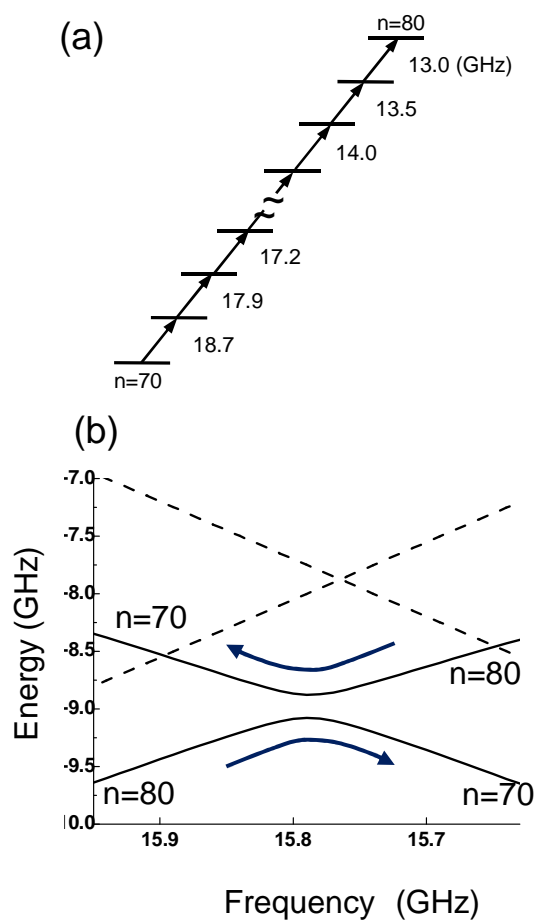 (a)
n=80
13.0 (GHz)
13.5
14.0
17.2
17.9
18.7
n=70
(b)
-7.0
-7.5
-8.0
-8.5
-9.0
-9.5
10.0
Energy (GHz)
n=70
n=80
n=80
n=70
15.9
15.8
15.7
Frequency (GHz)